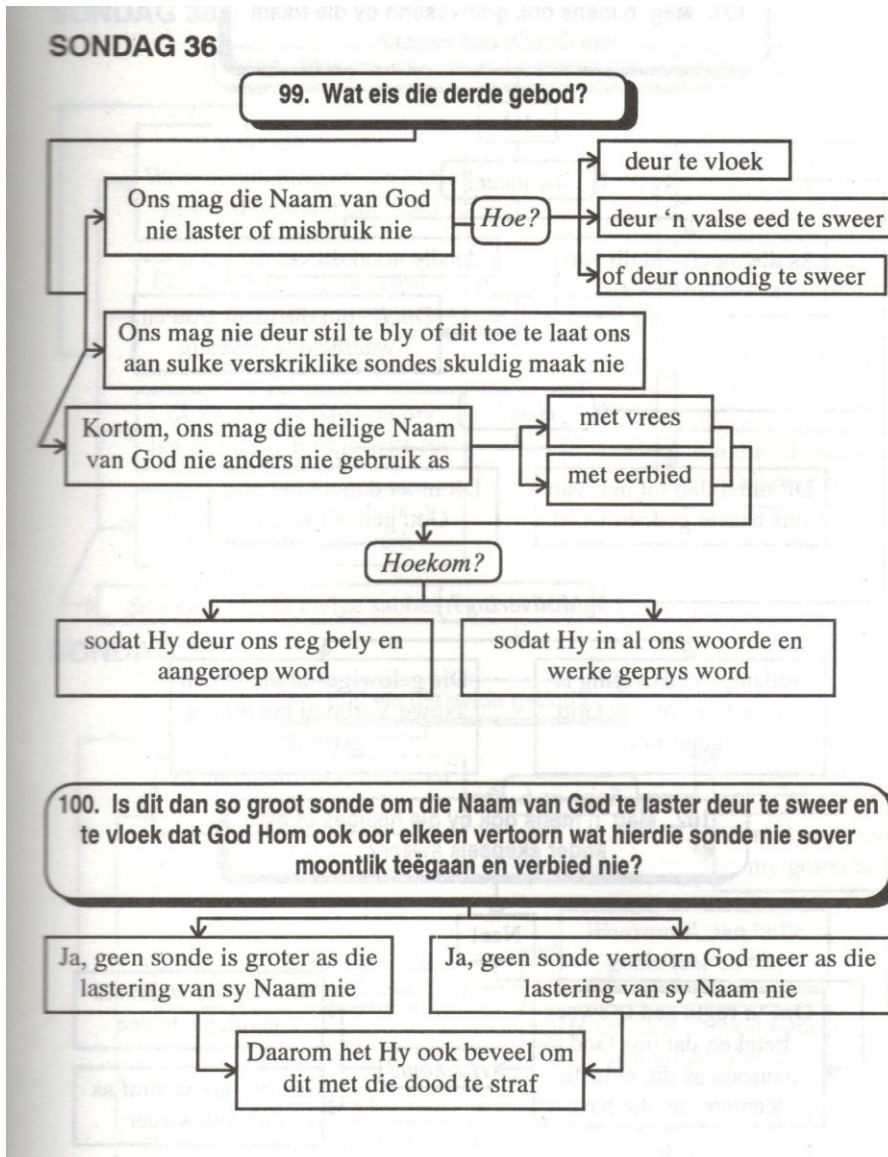 SONDAG 36
99. Wat eis die derde gebod?
Ons mag die Naam van God
nie laster of misbruik nie
Hoe?
deur te vloek
deur ‘n valse eed te sweer
of deur onnodig te sweer
Ons mag nie deur stil te bly of dit toe te laat ons
aan sulke verskriklike sondes skuldig maak nie
Kortom, ons mag die heilige Naam
van God nie anders nie gebruik as
met vrees
met eerbied
Hoekom?
sodat Hy deur ons reg bely en
aangeroep word
sodat Hy in al ons woorde en
werke geprys word
100. Is dit dan so groot sonde om die Naam van God te laster deur te sweer en
te vloek dat God Hom ook oor elkeen vertoorn wat hierdie sonde nie sover
moontlik teëgaan en verbied nie?
Ja, geen sonde is groter as die
lastering van sy Naam nie
Ja, geen sonde vertoorn God meer as die
lastering van sy Naam nie
Daarom het Hy ook beveel om
dit met die dood te straf